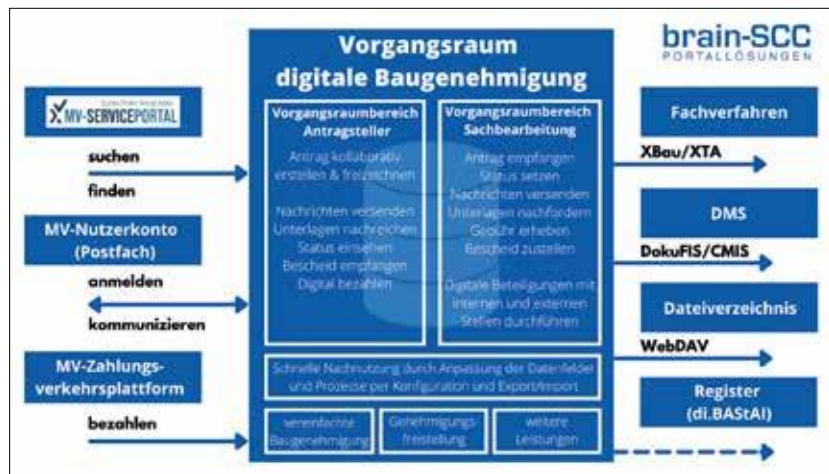 Vorgangsraum
digitale Baugenehmigung
brain-SCC
PORTALLÖSUNGEN
MV-SERVICEPORTAL
suchen
finden
MV-Nutzerkonto
(Postfach)
anmelden
kommunizieren
MV-Zahlungs-
verkehrsplattform
bezahlen
Vorgangsraumbereich
Antragsteller
Antrag kollaborativ
erstellen & freizeichnen
Nachrichten versenden
Unterlagen nachreichen
Status einsehen
Bescheid empfangen
Digital bezahlen
Vorgangsraumbereich
Sachbearbeitung
Antrag empfangen
Status setzen
Nachrichten versenden
Unterlagen nachfordern
Gebühr erheben
Bescheid zustellen
Digitale Beteiligungen mit
internen und externen
Stellen durchführen
Schnelle Nachnutzung durch Anpassung der Datenfelder
und Prozesse per Konfiguration und Export/Import
vereinfachte
Baugenehmigung
Genehmigungs
freistellung
weitere
Leistungen
Fachverfahren
XBau/XTA
DMS
DokuFIS/CMIS
Dateiverzeichnis
WebDAV
Register
(di.BAStAI)